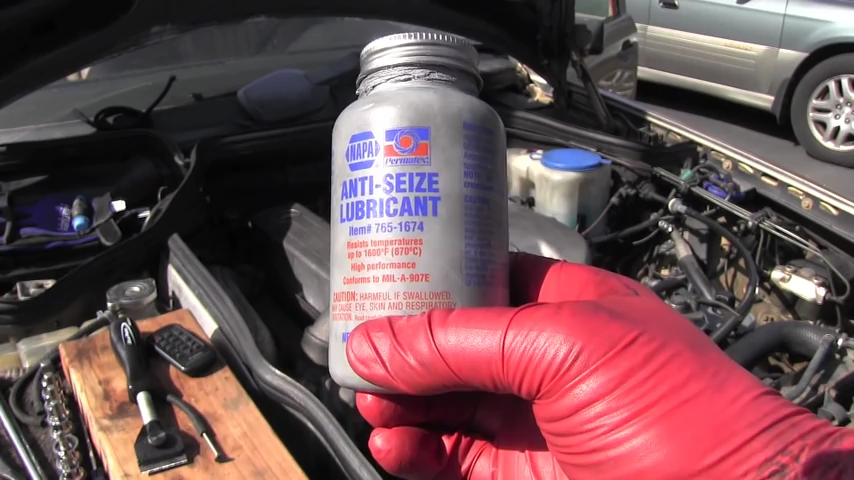 NAPA
Permatex
ANTI-SEIZE
LUBRICANT
Item# 765-1674
Resists temperatures
up to 1600°F (870°C)
High performance
Conforms to MIL-A-907E
CAUTION: HARMFUL IF SWALLOWED.
MAY CAUSE EYE, SKIN AND RESPIRATORY
IRRITATION.